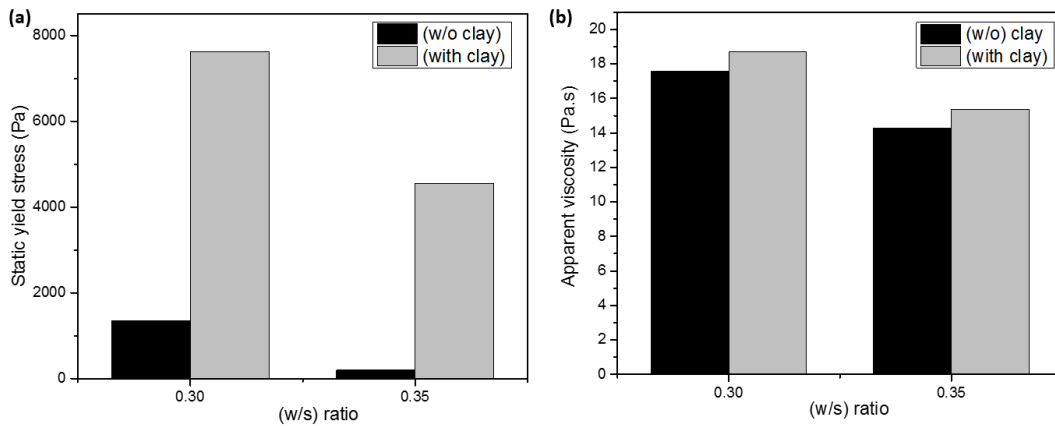 (a)
8000
6000
4000
2000
0
Static yield stress (Pa)
(w/o clay)
(with clay)
0.30
0.35
(w/s) ratio
(b)
20
18
16
14
12
10
8
6
4
2
0
Apparent viscosity (Pa.s)
(w/o) clay
(with clay)
0.30
0.35
(w/s) ratio